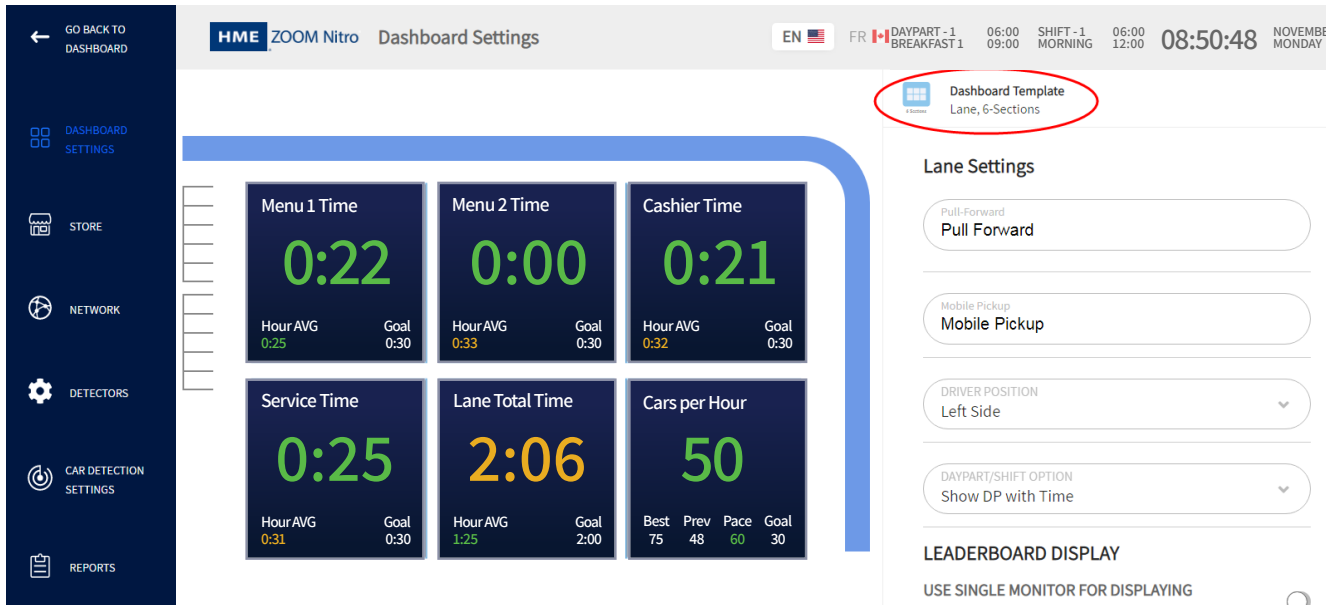 GO BACK TO
DASHBOARD
DASHBOARD
SETTINGS
STORE
NETWORK
DETECTORS
CAR DETECTION
SETTINGS
REPORTS
HME ZOOM Nitro Dashboard Settings
EN FR
DAYPART - 1 06:00 SHIFT - 1 06:00
BREAKFAST 1 09:00 MORNING 12:00
08:50:48
NOVEMBE
MONDAY
6 Sections
Dashboard Template
Lane, 6-Sections
Menu 1 Time
0:22
Hour AVG Goal
0:25 0:30
Menu 2 Time
0:00
Hour AVG Goal
0:33 0:30
Cashier Time
0:21
Hour AVG Goal
0:32 0:30
Service Time
0:25
Hour AVG Goal
0:31 0:30
Lane Total Time
2:06
Hour AVG Goal
1:25 2:00
Cars per Hour
50
Best Prev Pace Goal
75 48 60 30
Lane Settings
Pull-Forward
Pull Forward
Mobile Pickup
Mobile Pickup
DRIVER POSITION
Left Side
DAYPART/SHIFT OPTION
Show DP with Time
LEADERBOARD DISPLAY
USE SINGLE MONITOR FOR DISPLAYING